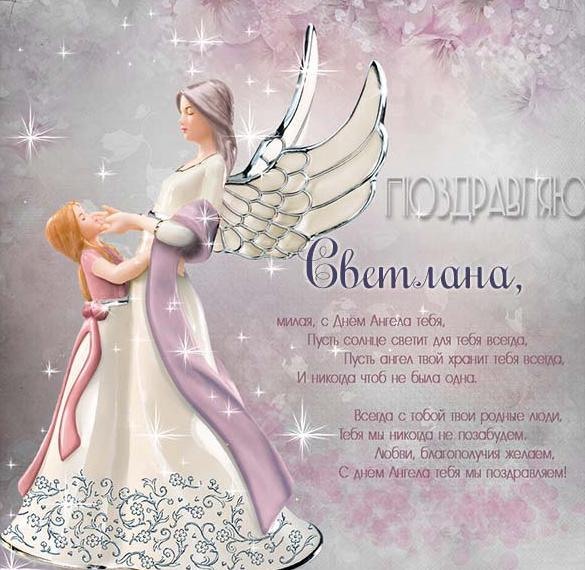 ПОЗДРАВЛЯЮ
Светлана,
милая, с Днём Ангела тебя,
Пусть солнце светит для тебя всегда,
Пусть ангел твой хранит тебя всегда,
И никогда чтоб не была одна.
Всегда с тобой твои родные люди,
Тебя мы никогда не позабудем.
Любви, благополучия желаем,
С днем Ангела тебя мы поздравляем!